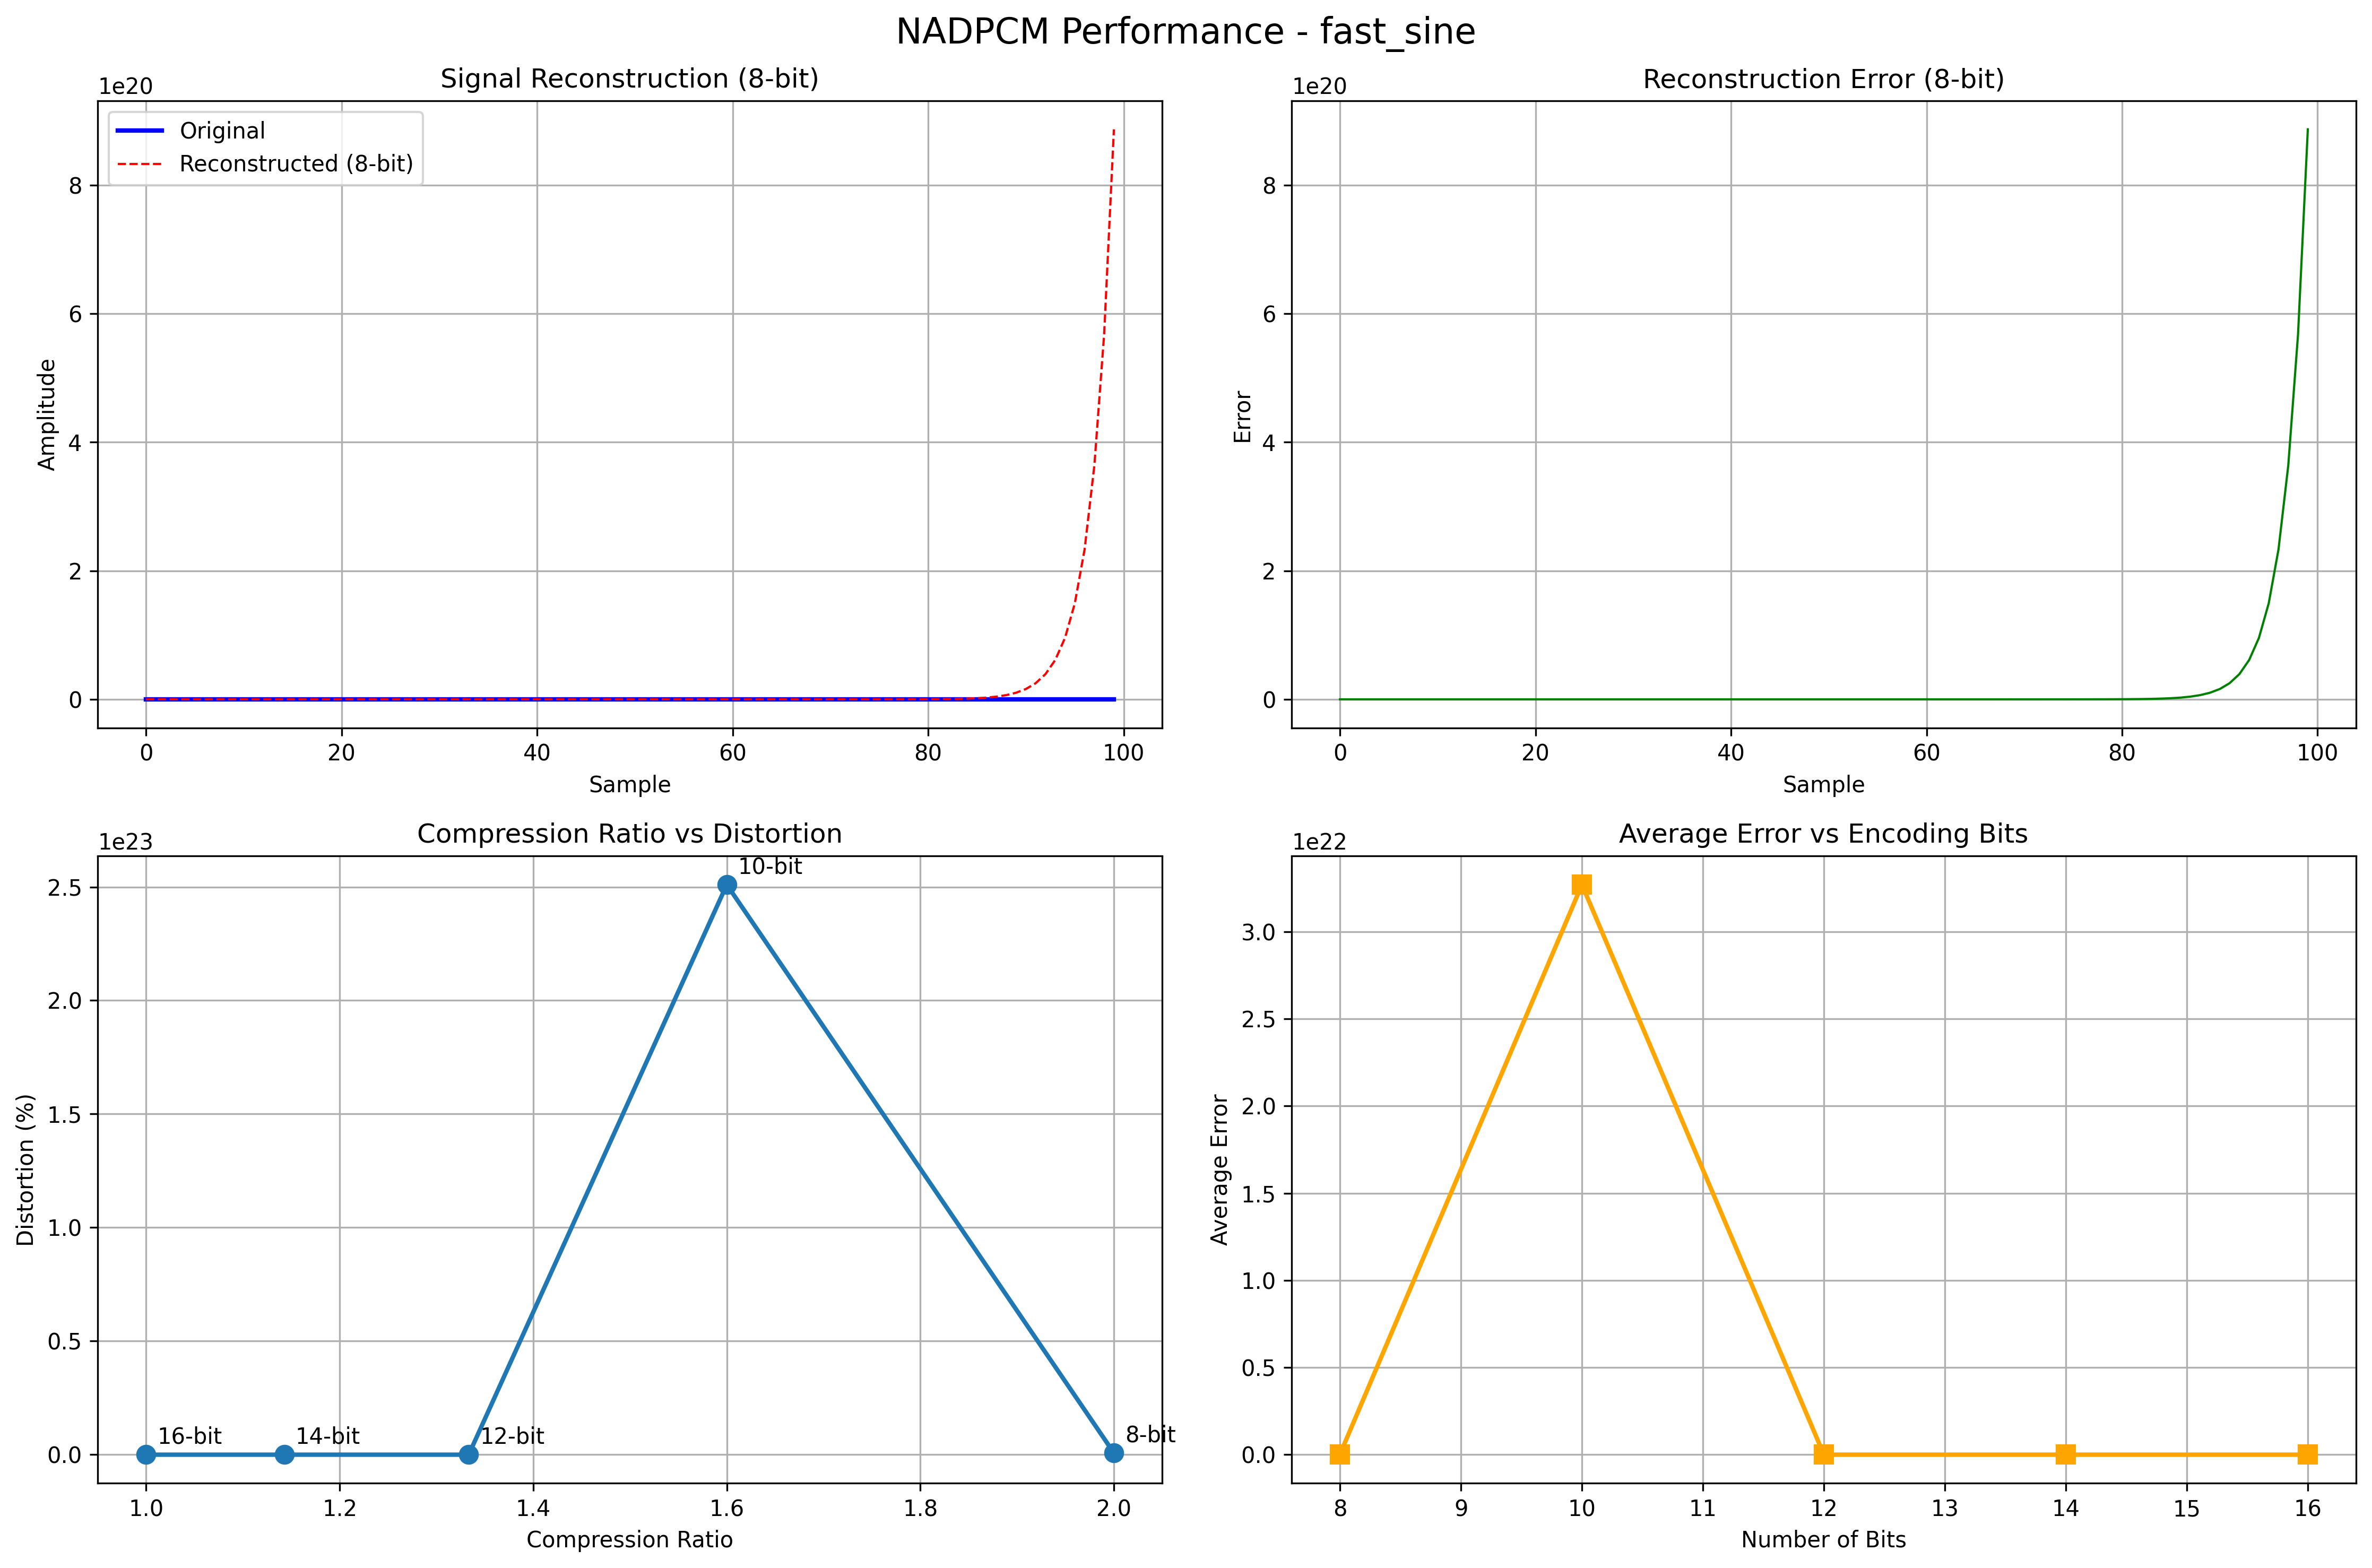 NADPCM Performance - fast_sine
Signal Reconstruction (8-bit)
1e20
Original
Reconstructed (8-bit)
8
6
4
2
0
Amplitude
0 20 40 60 80 100
Sample
Reconstruction Error (8-bit)
1e20
8
6
4
2
0
Error
0 20 40 60 80 100
Sample
Compression Ratio vs Distortion
1e23
2.5
2.0
1.5
1.0
0.5
0.0
Distortion (%)
10-bit
16-bit 14-bit 12-bit 8-bit
1.0 1.2 1.4 1.6 1.8 2.0
Compression Ratio
Average Error vs Encoding Bits
1e22
3.0
2.5
2.0
1.5
1.0
0.5
0.0
Average Error
8 9 10 11 12 13 14 15 16
Number of Bits